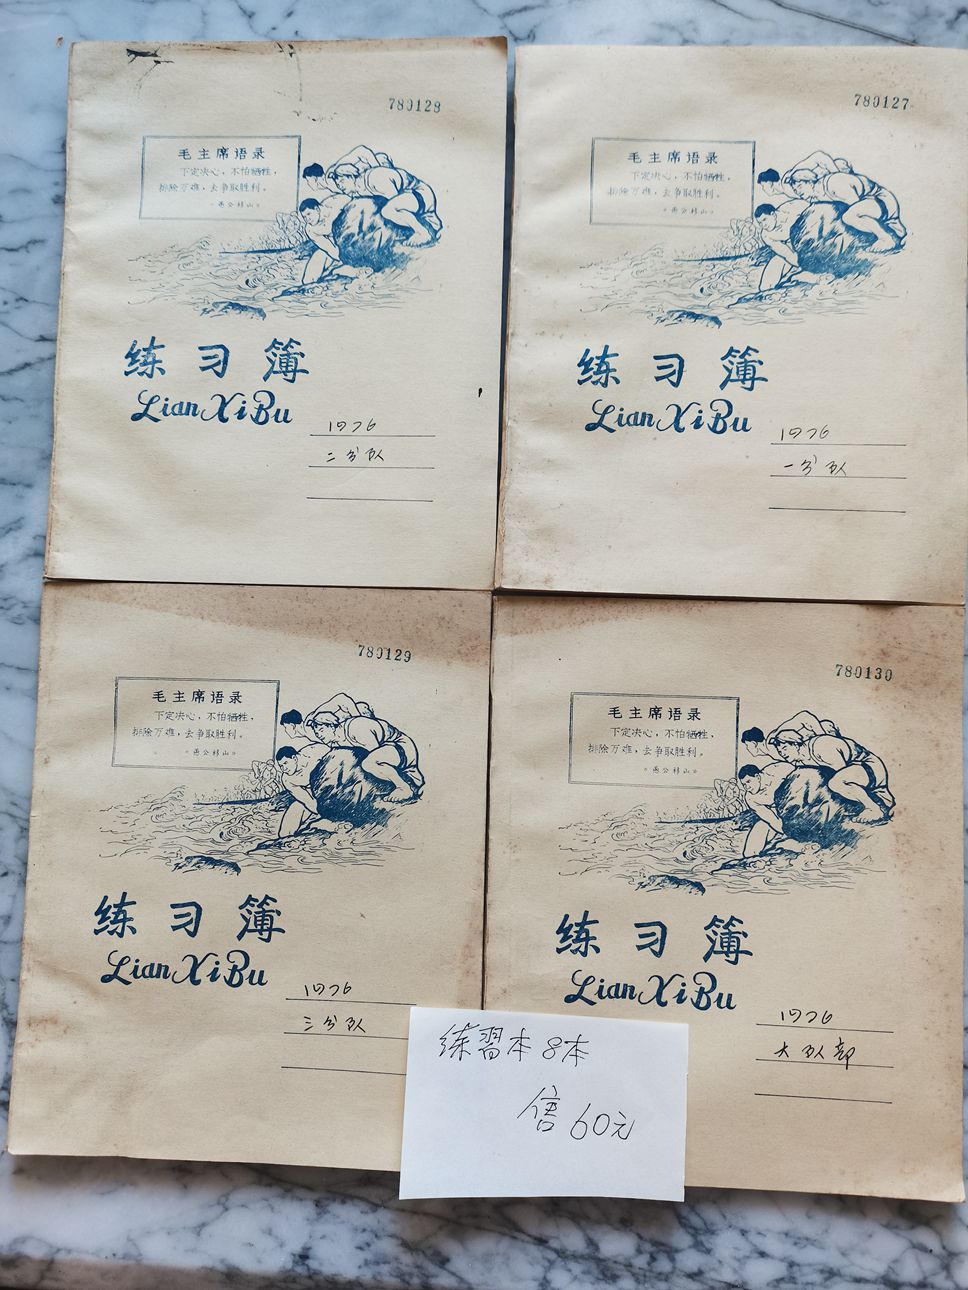 780128
毛主席语录
下定决心，不怕牺牲，
排除万难，去争取胜利。
《愚公移山》
练习簿
Lian Xi Bu
1976
二分队
780127
毛主席语录
下定决心，不怕牺牲，
排除万难，去争取胜利。
《愚公移山》
练习簿
Lian Xi Bu
1976
一分队
780129
毛主席语录
下定决心，不怕牺牲，
排除万难，去争取胜利。
《愚公移山》
练习簿
Lian Xi Bu
1976
三分队
780130
毛主席语录
下定决心，不怕牺牲，
排除万难，去争取胜利。
《愚公移山》
练习簿
Lian Xi Bu
1976
大队部
练習本8本
售60元